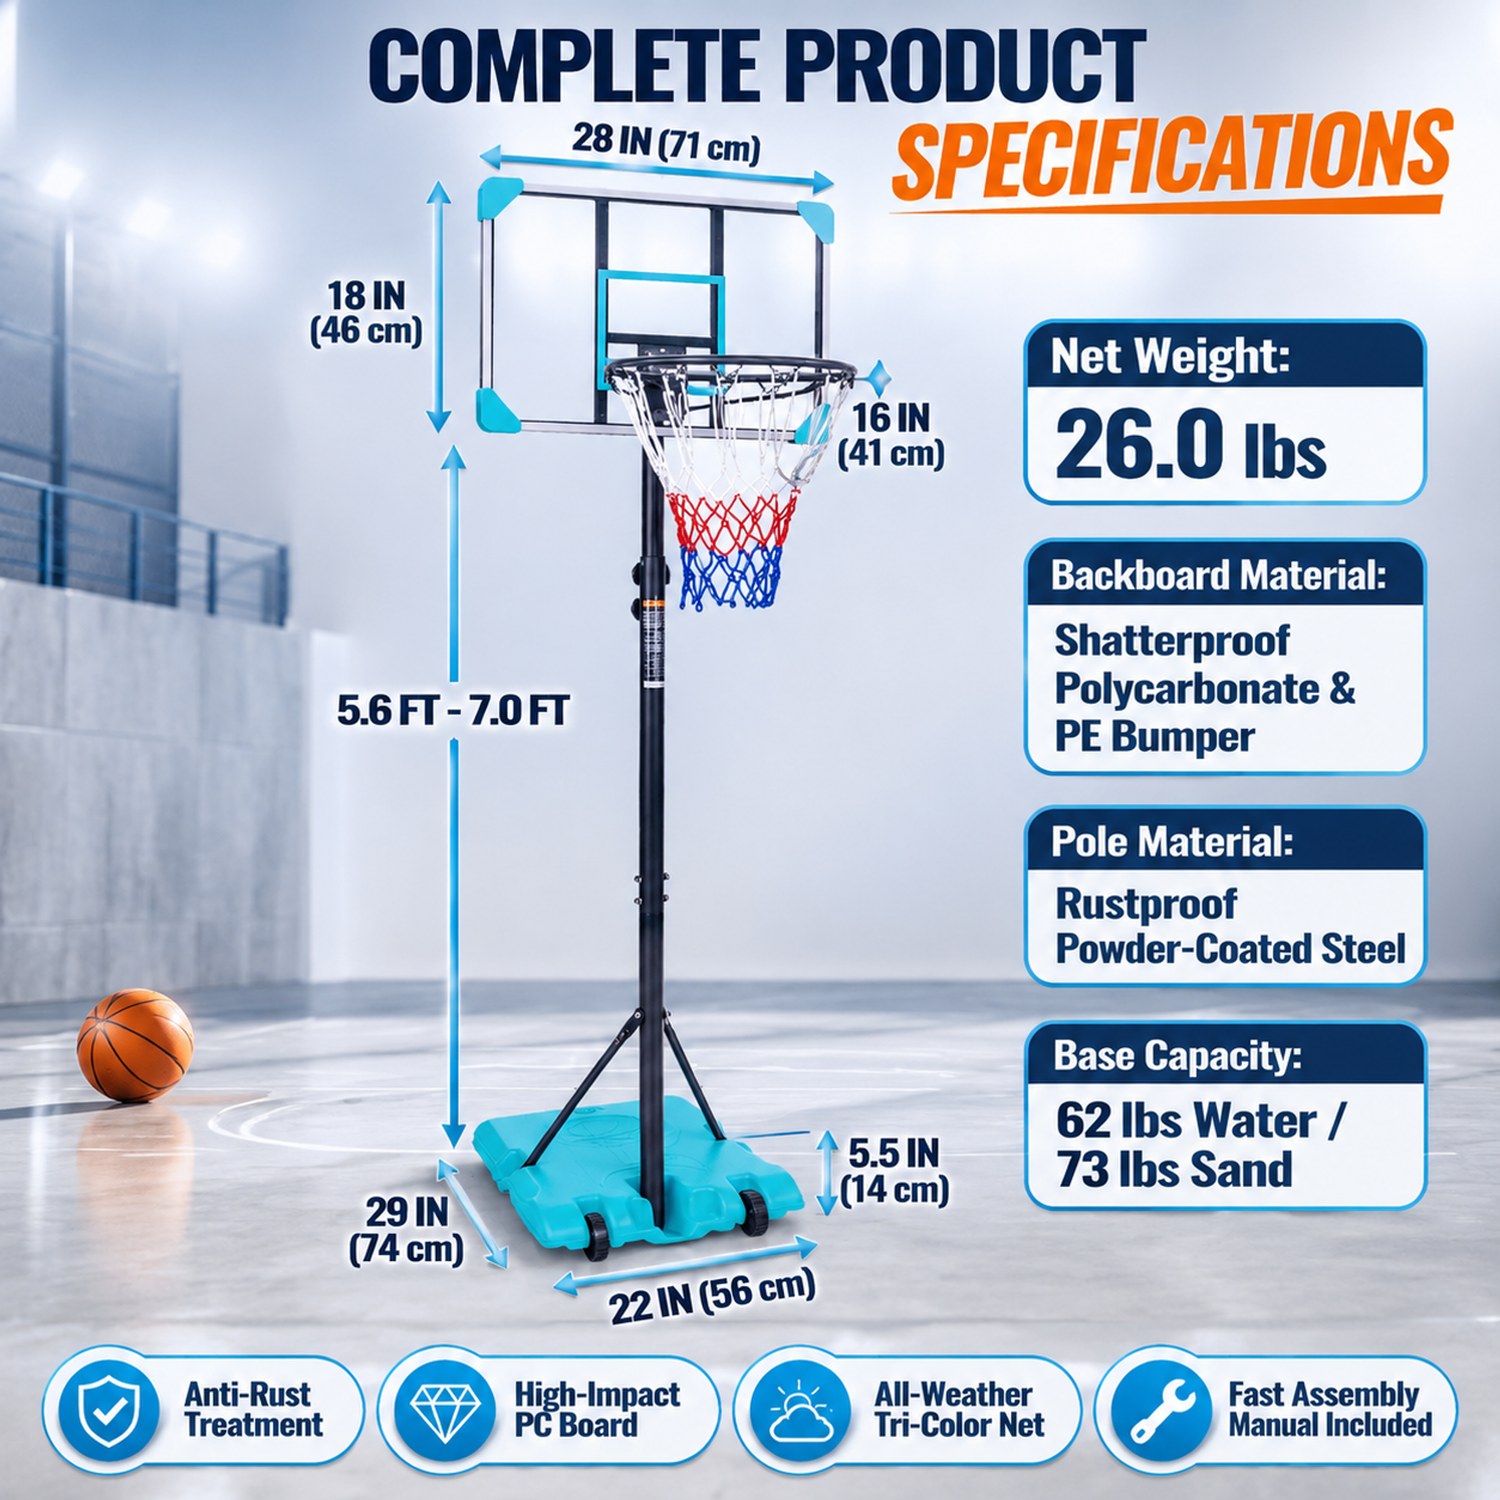 COMPLETE PRODUCT
SPECIFICATIONS
28 IN (71 cm)
18 IN
(46 cm)
16 IN
(41 cm)
5.6 FT - 7.0 FT
29 IN
(74 cm)
22 IN (56 cm)
5.5 IN
(14 cm)
Net Weight:
26.0 lbs
Backboard Material:
Shatterproof
Polycarbonate &
PE Bumper
Pole Material:
Rustproof
Powder-Coated Steel
Base Capacity:
62 lbs Water /
73 lbs Sand
Anti-Rust
Treatment
High-Impact
PC Board
All-Weather
Tri-Color Net
Fast Assembly
Manual Included